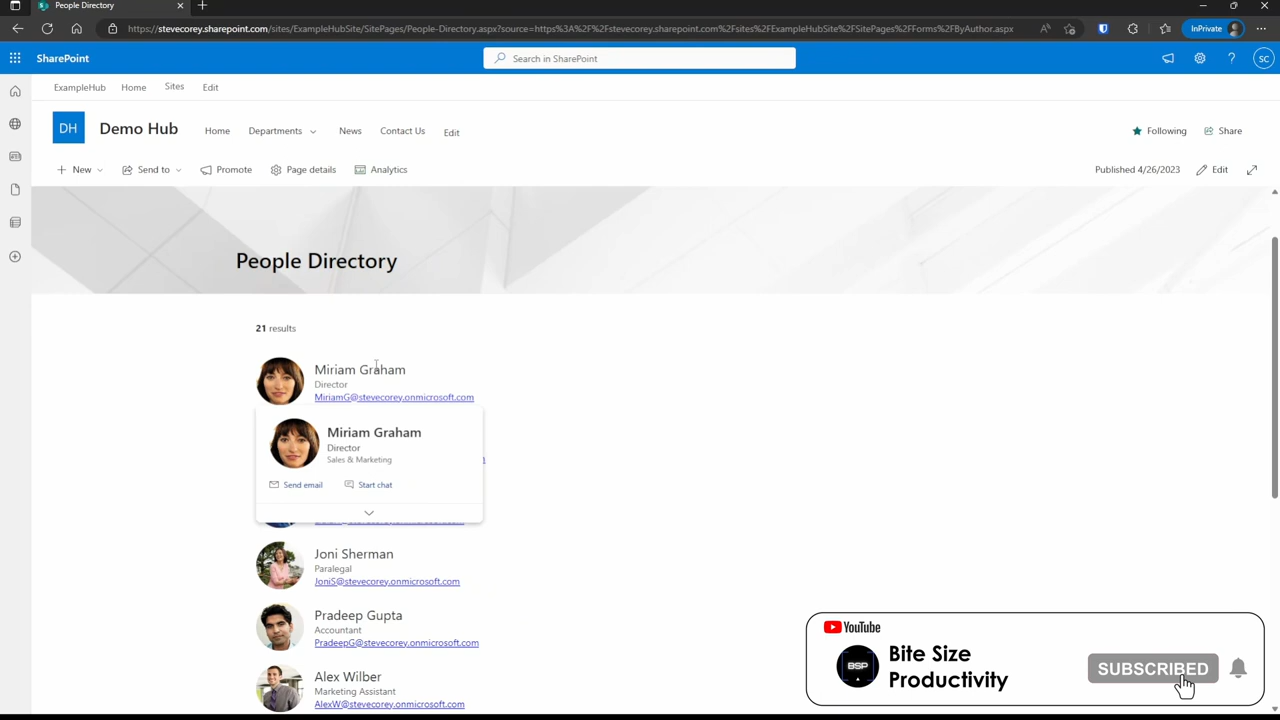 People Directory
https://stevecorey.sharepoint.com/sites/ExampleHubSite/SitePages/People-Directory.aspx?source=https%3A%2F%2Fstevecorey.sharepoint.com%2Fsites%2FExampleHubSite%2FSitePages%2FForms%2FByAuthor.aspx
InPrivate
SharePoint
Search in SharePoint
SC
ExampleHub Home Sites Edit
DH Demo Hub Home Departments News Contact Us Edit
Following Share
New Send to Promote Page details Analytics
Published 4/26/2023 Edit
People Directory
21 results
Miriam Graham
Director
MiriamG@stevecorey.onmicrosoft.com
Miriam Graham
Director
Sales & Marketing
Send email Start chat
Joni Sherman
Paralegal
JoniS@stevecorey.onmicrosoft.com
Pradeep Gupta
Accountant
PradeepG@stevecorey.onmicrosoft.com
Alex Wilber
Marketing Assistant
AlexW@stevecorey.onmicrosoft.com
YouTube
BSP
Bite Size
Productivity
SUBSCRIBED